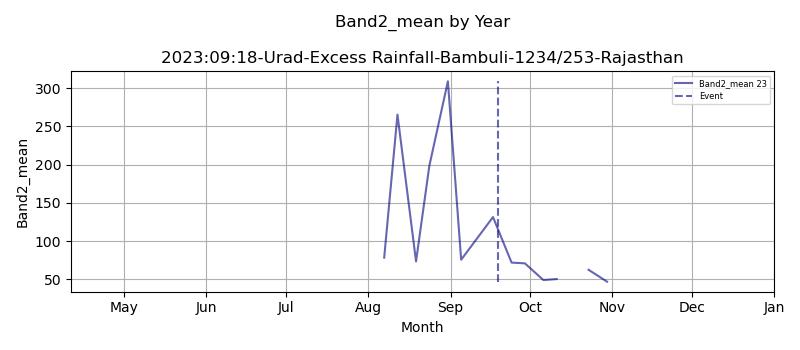 Band2_mean by Year
2023:09:18-Urad-Excess Rainfall-Bambuli-1234/253-Rajasthan
Band2_mean 23
Event
300
250
200
150
100
50
Band2_mean
May Jun Jul Aug Sep Oct Nov Dec Jan
Month